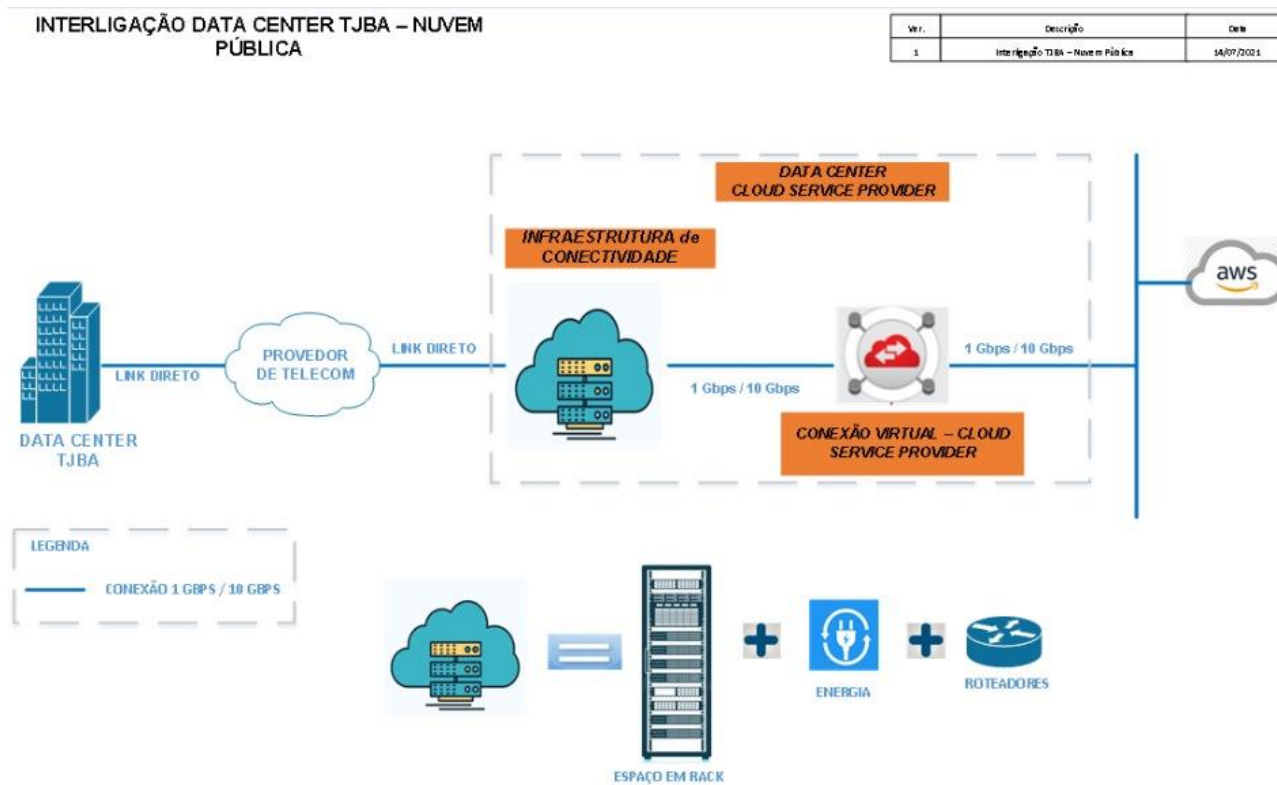 INTERLIGAÇÃO DATA CENTER TJBA – NUVEM
PÚBLICA
Ver. Descrição Data
1 Interligação TJBA – Nuvem Pública 14/07/2021
DATA CENTER
CLOUD SERVICE PROVIDER
INFRAESTRUTURA de
CONECTIVIDADE
aws
PROVEDOR
DE TELECOM
LINK DIRETO
LINK DIRETO
1 Gbps / 10 Gbps
1 Gbps / 10 Gbps
DATA CENTER
TJBA
CONEXÃO VIRTUAL – CLOUD
SERVICE PROVIDER
LEGENDA
CONEXÃO 1 GBPS / 10 GBPS
ENERGIA
ROTEADORES
ESPAÇO EM RACK